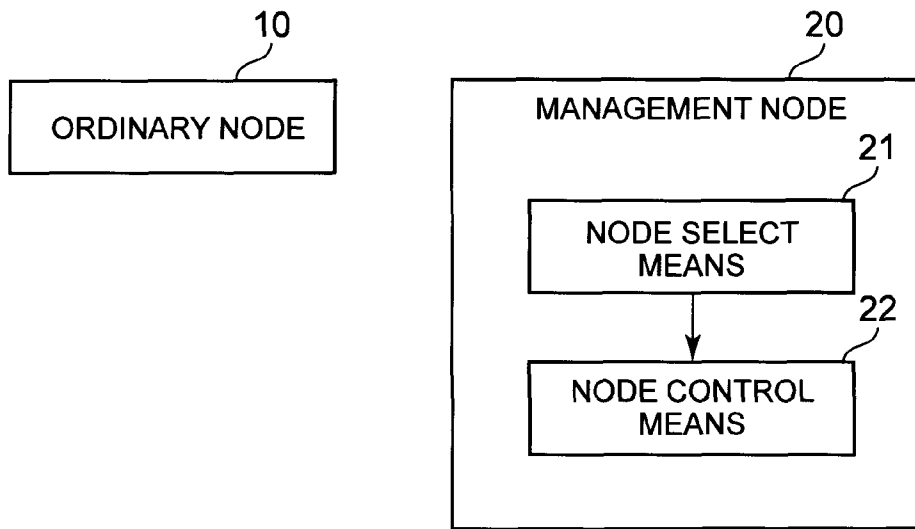 10
ORDINARY NODE
20
MANAGEMENT NODE
21
NODE SELECT
MEANS
22
NODE CONTROL
MEANS